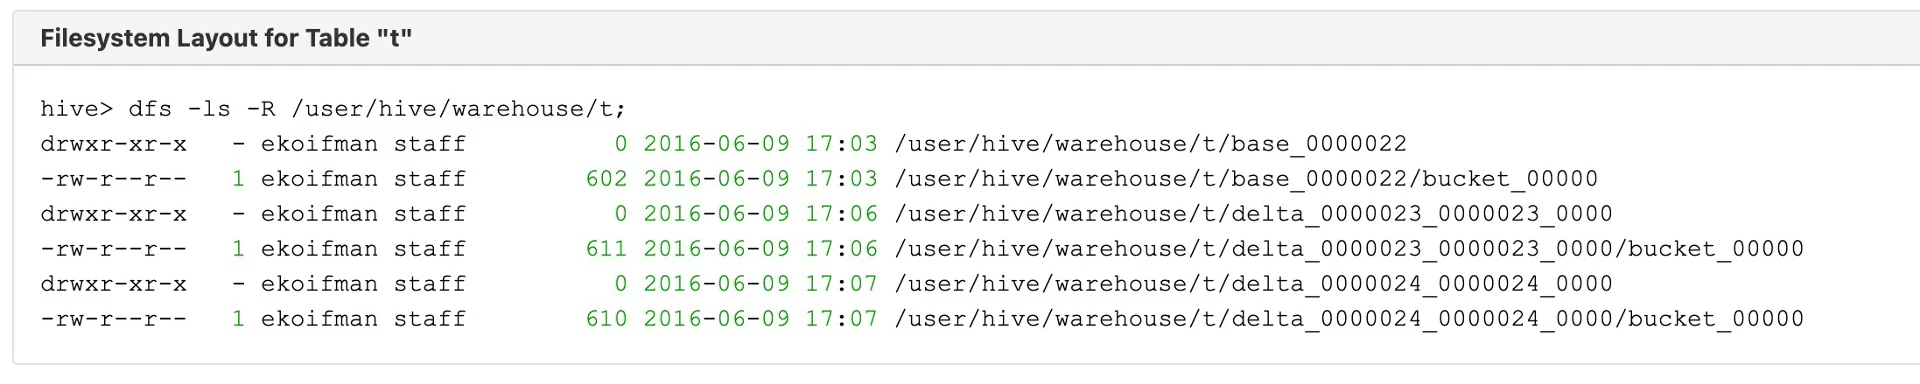 Filesystem Layout for Table "t"
hive> dfs -ls -R /user/hive/warehouse/t;
drwxr-xr-x   - ekoifman staff          0 2016-06-09 17:03 /user/hive/warehouse/t/base_0000022
-rw-r--r--   1 ekoifman staff        602 2016-06-09 17:03 /user/hive/warehouse/t/base_0000022/bucket_00000
drwxr-xr-x   - ekoifman staff          0 2016-06-09 17:06 /user/hive/warehouse/t/delta_0000023_0000023_0000
-rw-r--r--   1 ekoifman staff        611 2016-06-09 17:06 /user/hive/warehouse/t/delta_0000023_0000023_0000/bucket_00000
drwxr-xr-x   - ekoifman staff          0 2016-06-09 17:07 /user/hive/warehouse/t/delta_0000024_0000024_0000
-rw-r--r--   1 ekoifman staff        610 2016-06-09 17:07 /user/hive/warehouse/t/delta_0000024_0000024_0000/bucket_00000